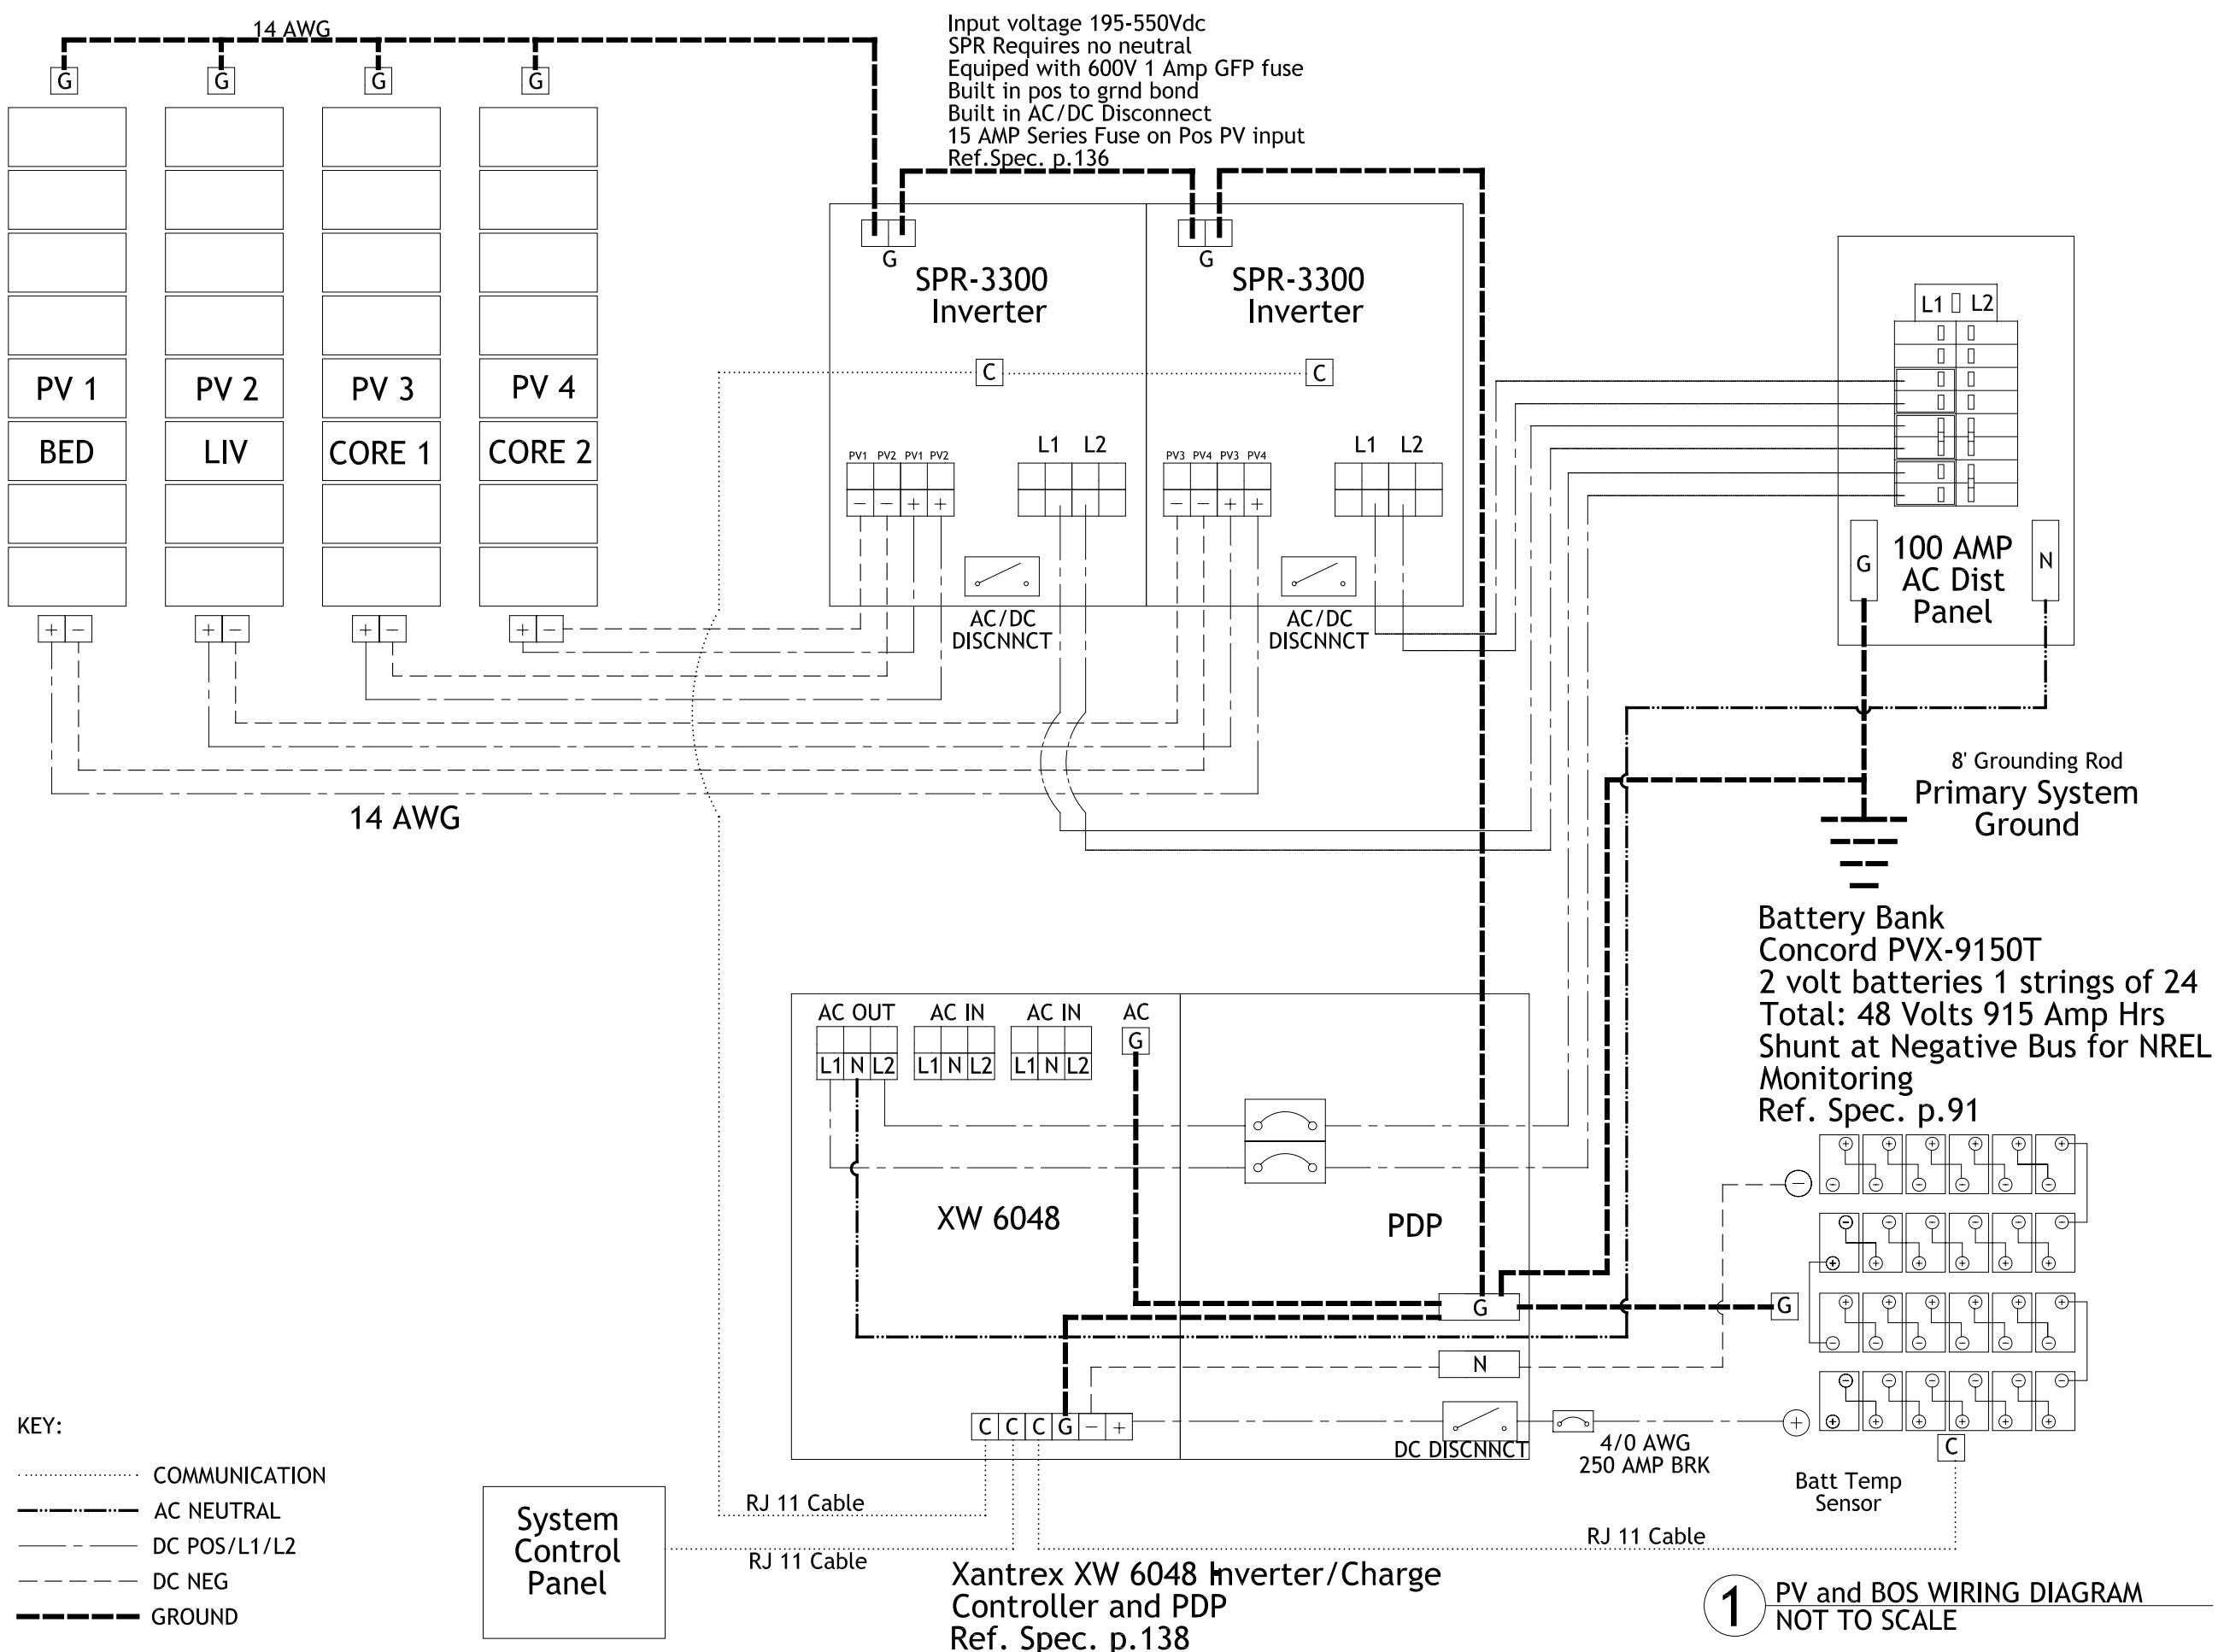 14 AWG
Input voltage 195-550Vdc
SPR Requires no neutral
Equiped with 600V 1 Amp GFP fuse
Built in pos to grnd bond
Built in AC/DC Disconnect
15 AMP Series Fuse on Pos PV input
Ref.Spec. p.136
G G G G
G G
SPR-3300
Inverter
SPR-3300
Inverter
L1 L2
C C
PV 1 PV 2 PV 3 PV 4
BED LIV CORE 1 CORE 2
L1 L2 L1 L2
PV1 PV2 PV1 PV2 PV3 PV4 PV3 PV4
− − + + − − + +
G N
100 AMP
AC Dist
Panel
+ − + − + − + −
AC/DC
DISCNNCT
AC/DC
DISCNNCT
14 AWG
8' Grounding Rod
Primary System
Ground
Battery Bank
Concord PVX-9150T
2 volt batteries 1 strings of 24
Total: 48 Volts 915 Amp Hrs
Shunt at Negative Bus for NREL
Monitoring
Ref. Spec. p.91
AC OUT AC IN AC IN AC
G
L1 N L2 L1 N L2 L1 N L2
+ + + + + +
−
− − − − − −
XW 6048
PDP
− − − − − −
+ + + + + +
G G
+ + + + + +
− − − − − −
N
− − − − − −
+
+ + + + + +
C C C G − +
DC DISCNNCT
4/0 AWG
250 AMP BRK
C
Batt Temp
Sensor
KEY:
COMMUNICATION
AC NEUTRAL
DC POS/L1/L2
DC NEG
GROUND
System
Control
Panel
RJ 11 Cable
RJ 11 Cable
RJ 11 Cable
Xantrex XW 6048 Inverter/Charge
Controller and PDP
Ref. Spec. p.138
1
PV and BOS WIRING DIAGRAM
NOT TO SCALE